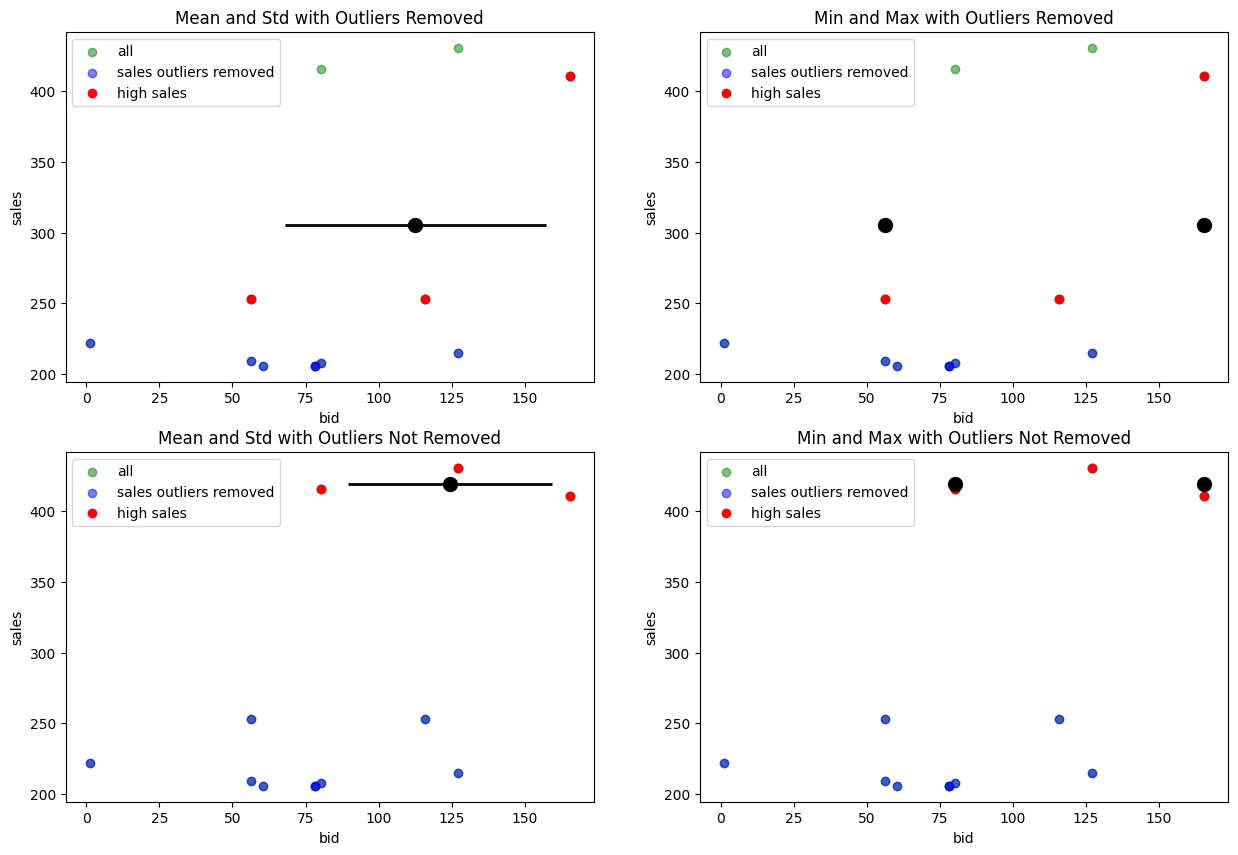 Mean and Std with Outliers Removed
all
sales outliers removed
high sales
400
350
300
250
200
sales
0 25 50 75 100 125 150
bid
Min and Max with Outliers Removed
all
sales outliers removed
high sales
400
350
300
250
200
sales
0 25 50 75 100 125 150
bid
Mean and Std with Outliers Not Removed
all
sales outliers removed
high sales
400
350
300
250
200
sales
0 25 50 75 100 125 150
bid
Min and Max with Outliers Not Removed
all
sales outliers removed
high sales
400
350
300
250
200
sales
0 25 50 75 100 125 150
bid